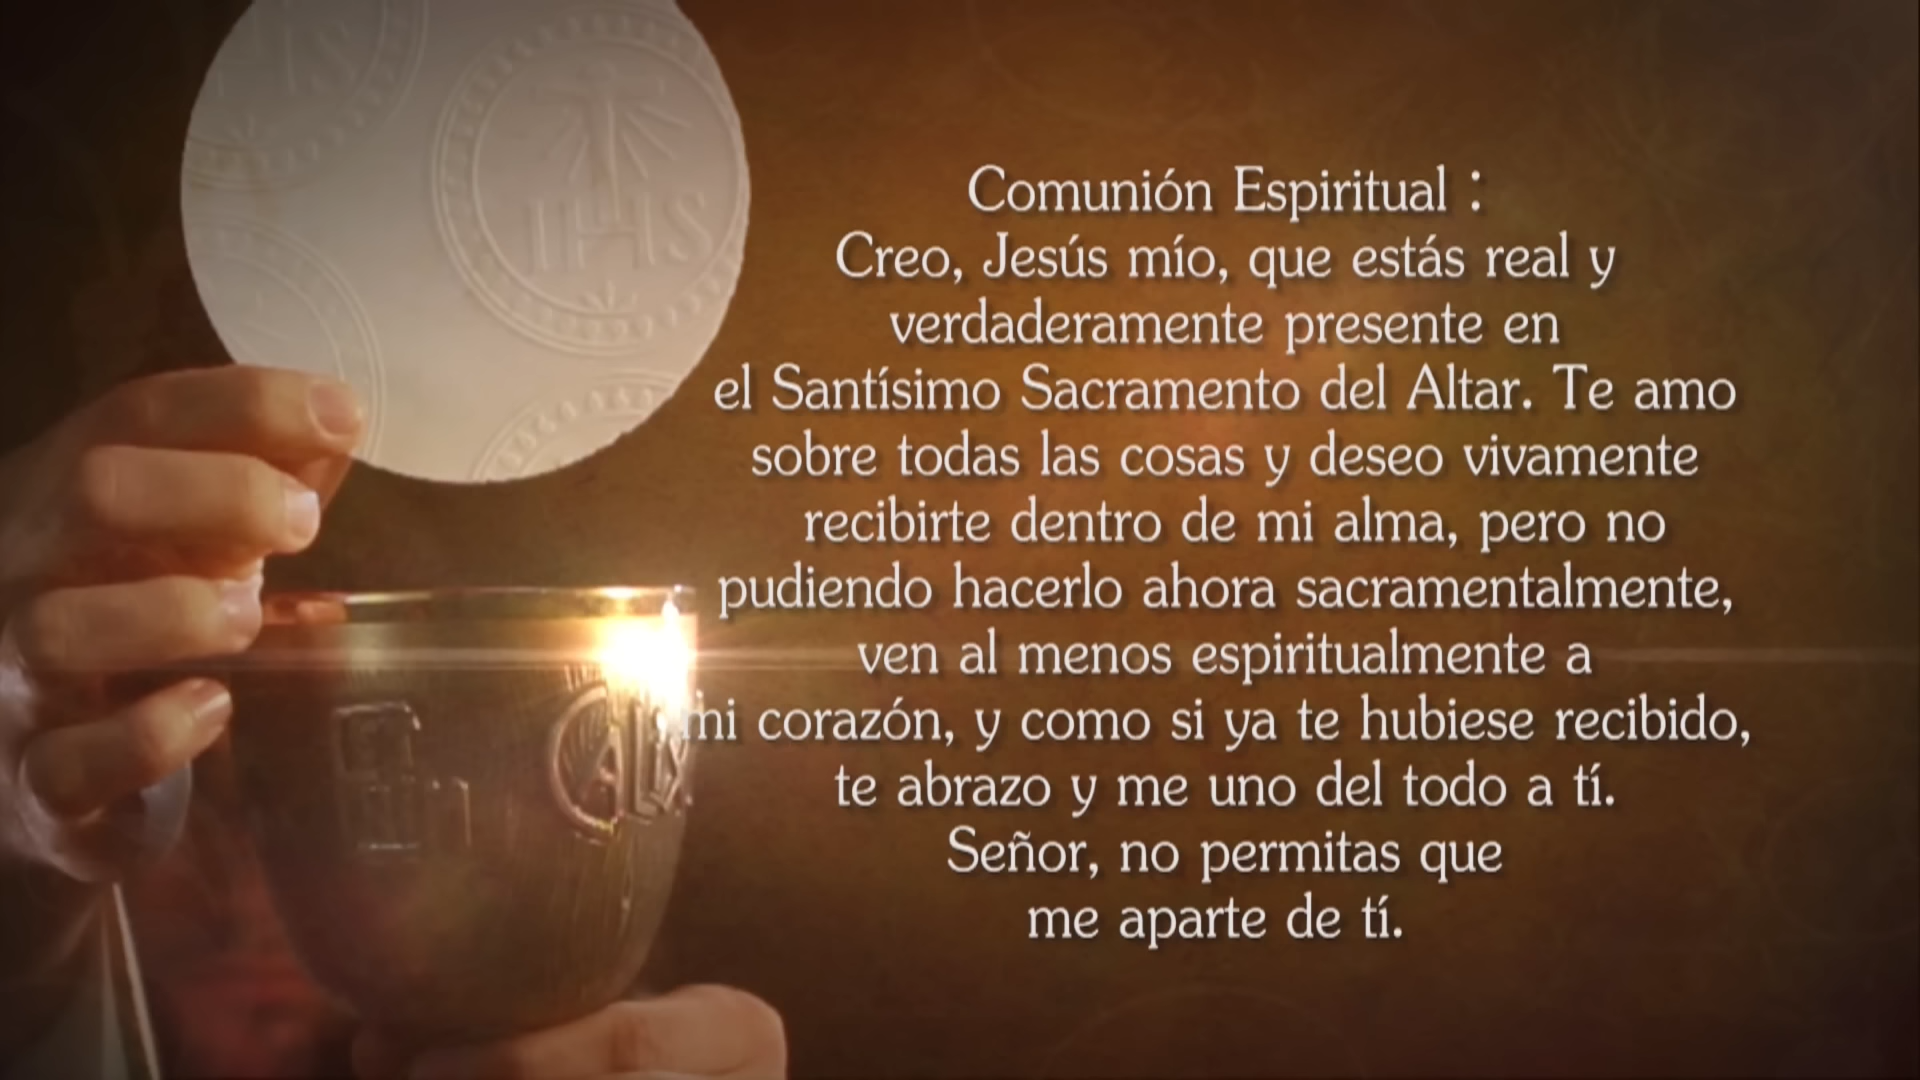 IHS
Comunión Espiritual :
Creo, Jesús mío, que estás real y
verdaderamente presente en
el Santísimo Sacramento del Altar. Te amo
sobre todas las cosas y deseo vivamente
recibirte dentro de mi alma, pero no
pudiendo hacerlo ahora sacramentalmente,
ven al menos espiritualmente a
mi corazón, y como si ya te hubiese recibido,
te abrazo y me uno del todo a tí.
Señor, no permitas que
me aparte de tí.